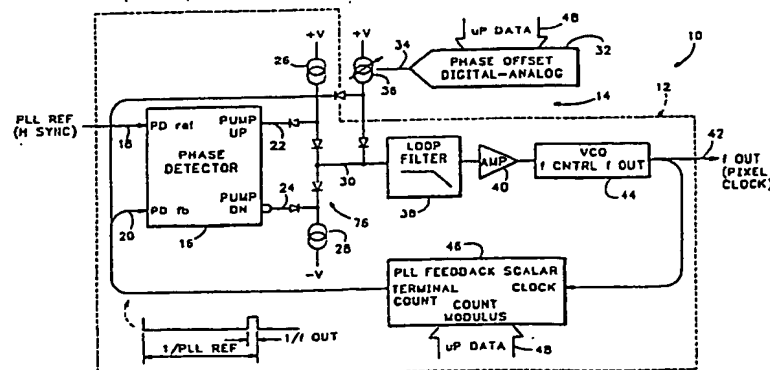 uP DATA
48
+V
+V
26
34
32
PHASE OFFSET
DIGITAL-ANALOG
36
10
14
12
PLL REF
(H SYNC)
18
PD ref
PUMP
UP
22
PHASE
DETECTOR
30
LOOP
FILTER
AMP
VCO
f CNTRL f OUT
42
f OUT
(PIXEL
CLOCK)
PUMP
DN
24
PD fb
20
16
76
28
-V
38
40
44
46
PLL FEEDBACK SCALAR
TERMINAL CLOCK
COUNT
COUNT
MODULUS
1/f OUT
1/PLL REF
uP DATA
48